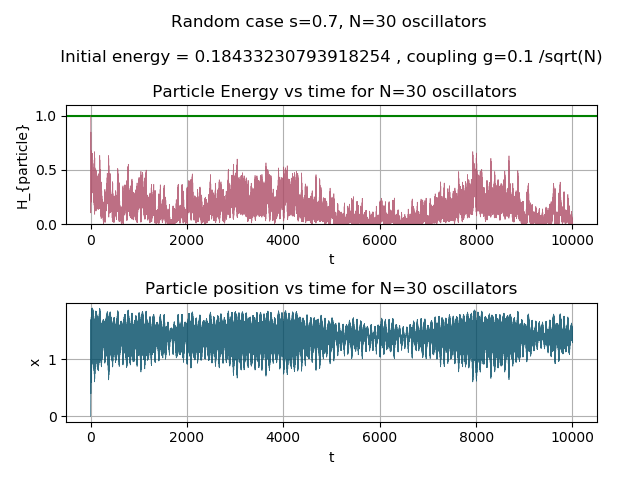 Random case s=0.7, N=30 oscillators
Initial energy = 0.18433230793918254 , coupling g=0.1 /sqrt(N)
Particle Energy vs time for N=30 oscillators
1.0
0.5
0.0
H_{particle}
0 2000 4000 6000 8000 10000
t
Particle position vs time for N=30 oscillators
1
0
x
0 2000 4000 6000 8000 10000
t